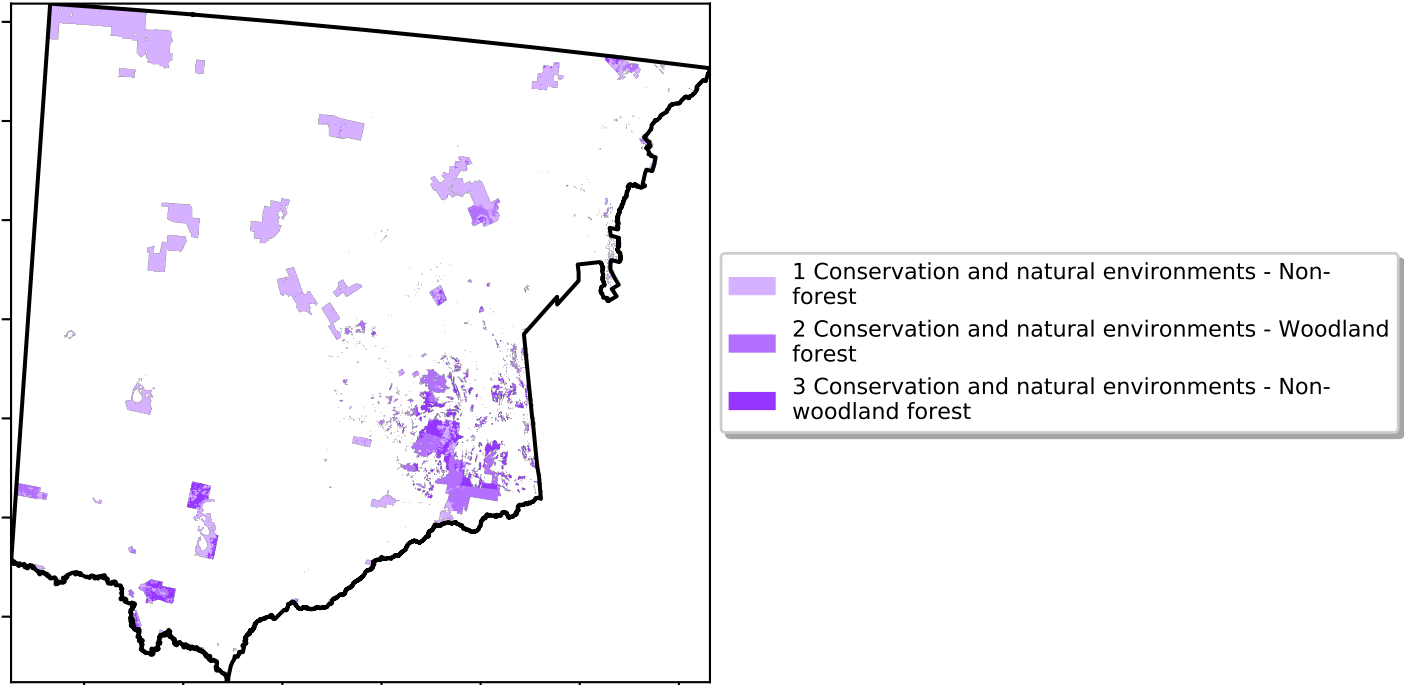 1 Conservation and natural environments - Non-
forest
2 Conservation and natural environments - Woodland
forest
3 Conservation and natural environments - Non-
woodland forest